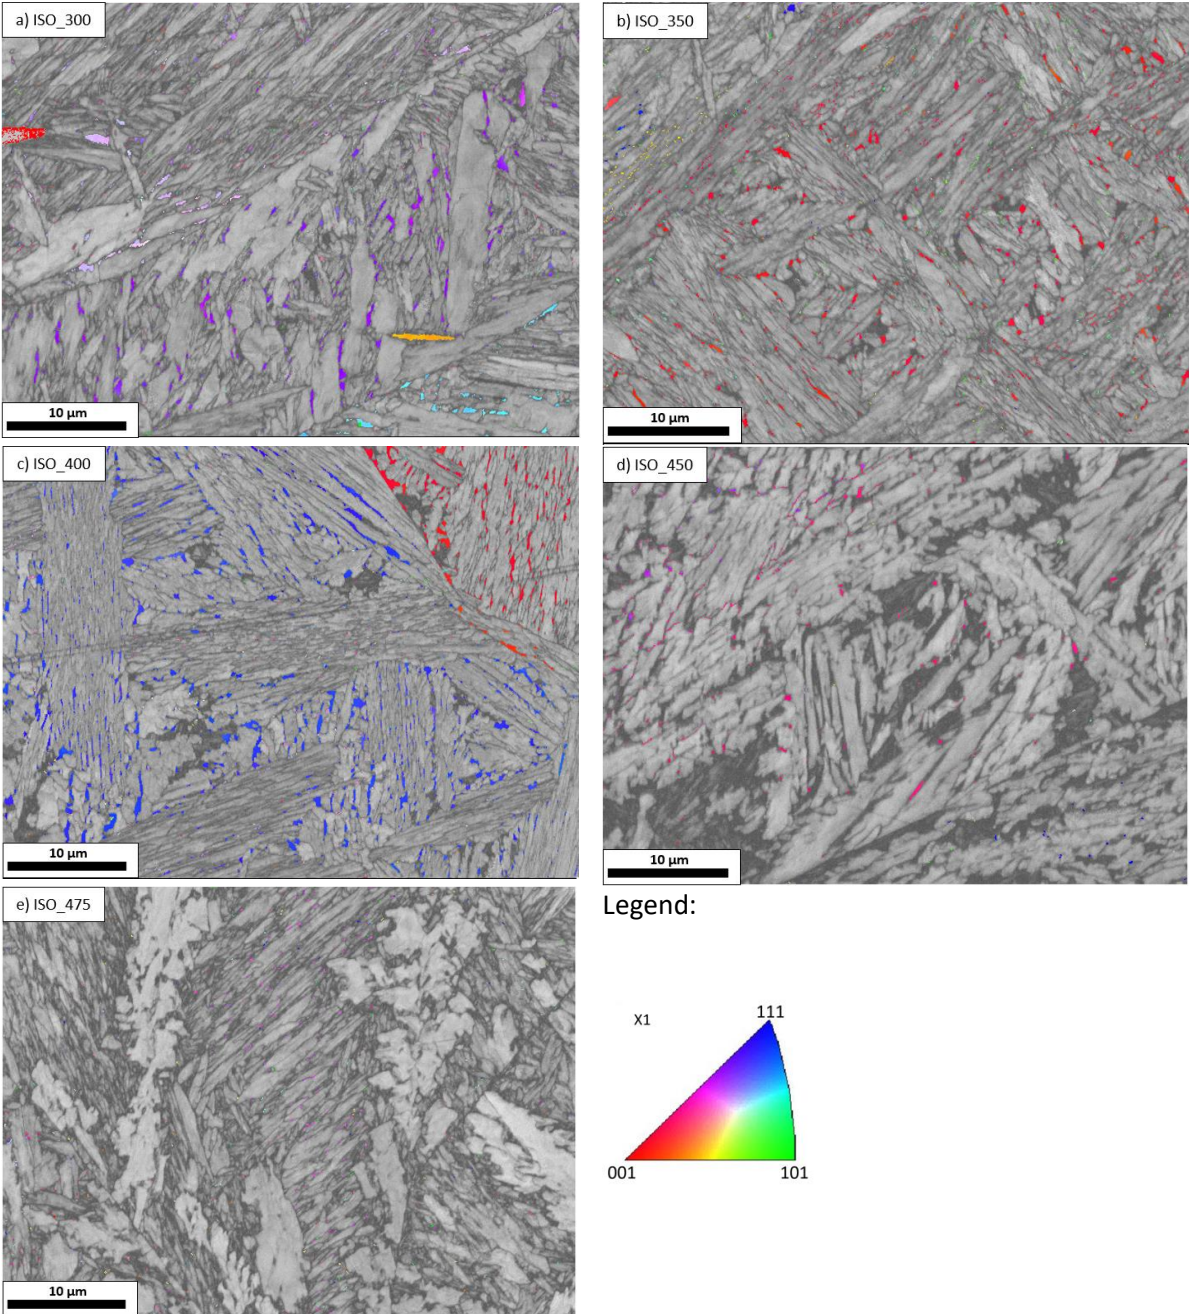 a) ISO_300
b) ISO_350
10 µm
10 µm
c) ISO_400
d) ISO_450
10 µm
10 µm
e) ISO_475
Legend:
X1
111
001
101
10 µm